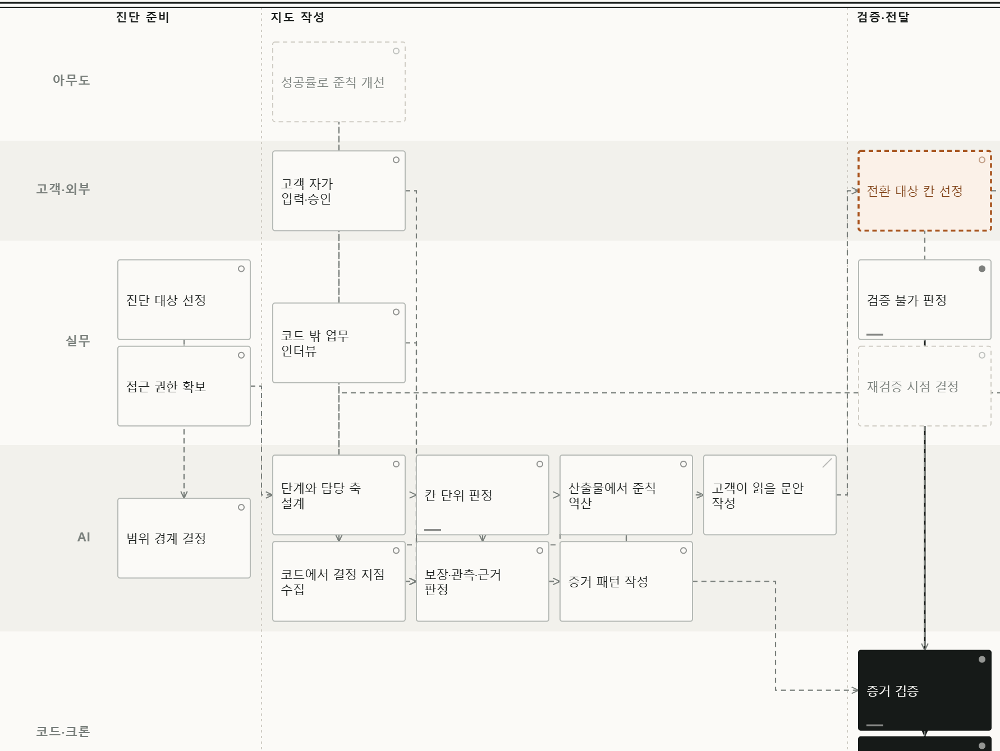 진단 준비
지도 작성
검증·전달
아무도
성공률로 준칙 개선
고객·외부
고객 자가
입력·승인
전환 대상 칸 선정
실무
진단 대상 선정
접근 권한 확보
코드 밖 업무
인터뷰
검증 불가 판정
재검증 시점 결정
AI
범위 경계 결정
단계와 담당 축
설계
칸 단위 판정
산출물에서 준칙
역산
고객이 읽을 문안
작성
코드에서 결정 지점
수집
보장·관측·근거
판정
증거 패턴 작성
코드·크론
증거 검증